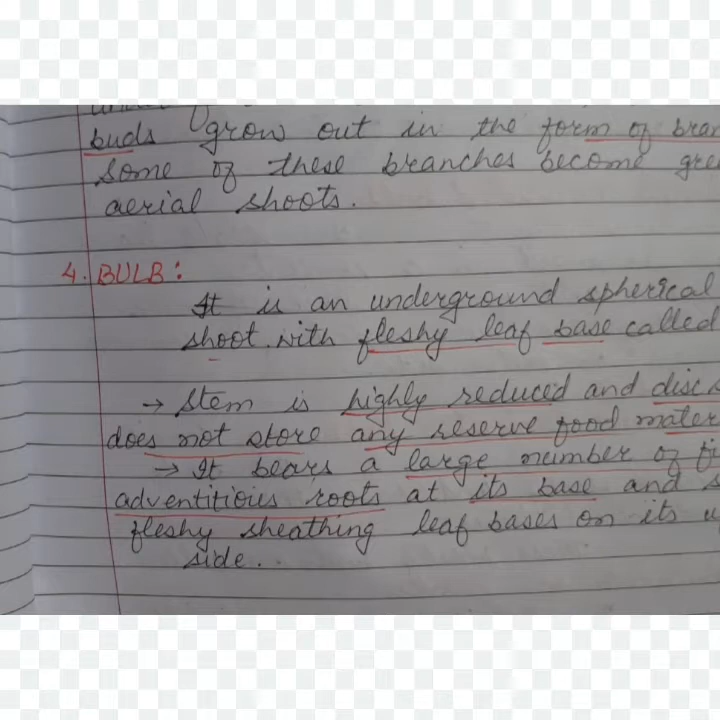 buds grow out in the form of
some of these branches become
aerial shoots.
4. BULB:
It is an underground spherical
shoot with fleshy leaf base called
→ Stem is highly reduced and
does not store any reserve food
→ It bears a large number of
adventitious roots at its base and
fleshy sheathing leaf bases on its
side.